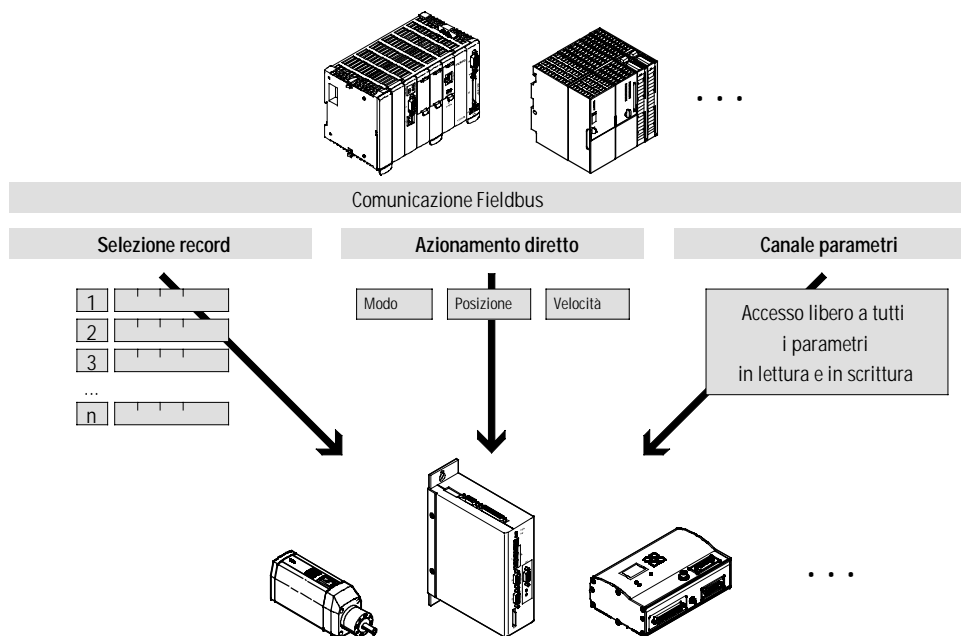 . . .
Comunicazione Fieldbus
Selezione record
Azionamento diretto
Canale parametri
1
2
3
...
n
Modo
Posizione
Velocità
Accesso libero a tutti
i parametri
in lettura e in scrittura
. . .